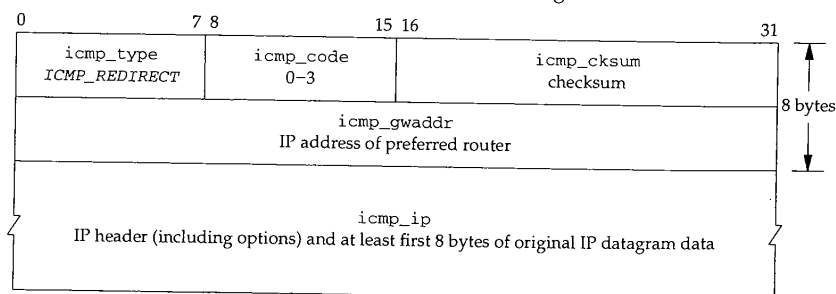 0 7 8 15 16 31
icmp_type icmp_code icmp_cksum
ICMP_REDIRECT 0–3 checksum
8 bytes
icmp_gwaddr
IP address of preferred router
icmp_ip
IP header (including options) and at least first 8 bytes of original IP datagram data